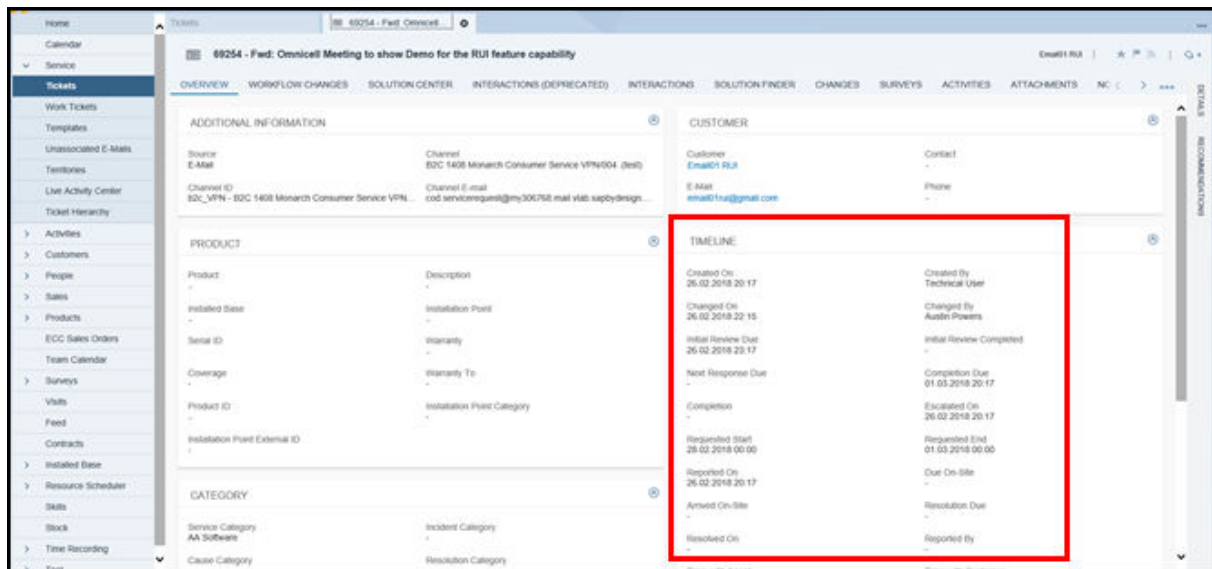 Home
Calendar
Service
Tickets
Work Tickets
Templates
Unassociated E-Mails
Territories
Live Activity Center
Ticket Hierarchy
Activities
Customers
People
Sales
Products
ECC Sales Orders
Team Calendar
Surveys
Visits
Feed
Contracts
Installed Base
Resource Scheduler
Skills
Stock
Time Recording
Tickets
69254 - Fwd: Omnicell...
69254 - Fwd: Omnicell Meeting to show Demo for the RUI feature capability
Email01 RUI
OVERVIEW WORKFLOW CHANGES SOLUTION CENTER INTERACTIONS (DEPRECATED) INTERACTIONS SOLUTION FINDER CHANGES SURVEYS ACTIVITIES ATTACHMENTS
DETAILS
RECOMMENDATIONS
ADDITIONAL INFORMATION
Source Channel
E-Mail B2C 1408 Monarch Consumer Service VPN/004 (test)
Channel ID Channel E-mail
b2c_VPN - B2C 1408 Monarch Consumer Service VPN... cod.servicerequest@my306768.mail.vlab.sapbydesign...
CUSTOMER
Customer Contact
Email01 RUI -
E-Mail Phone
email01rui@gmail.com -
PRODUCT
Product Description
- -
Installed Base Installation Point
- -
Serial ID Warranty
-
Coverage Warranty To
- -
Product ID Installation Point Category
- -
Installation Point External ID
-
CATEGORY
Service Category Incident Category
AA Software -
Cause Category Resolution Category
TIMELINE
Created On Created By
26.02.2018 20:17 Technical User
Changed On Changed By
26.02.2018 22:15 Austin Powers
Initial Review Due Initial Review Completed
26.02.2018 23:17 -
Next Response Due Completion Due
- 01.03.2018 20:17
Completion Escalated On
- 26.02.2018 20:17
Requested Start Requested End
28.02.2018 00:00 01.03.2018 00:00
Reported On Due On-Site
26.02.2018 20:17 -
Arrived On-Site Resolution Due
- -
Resolved On Reported By
- -